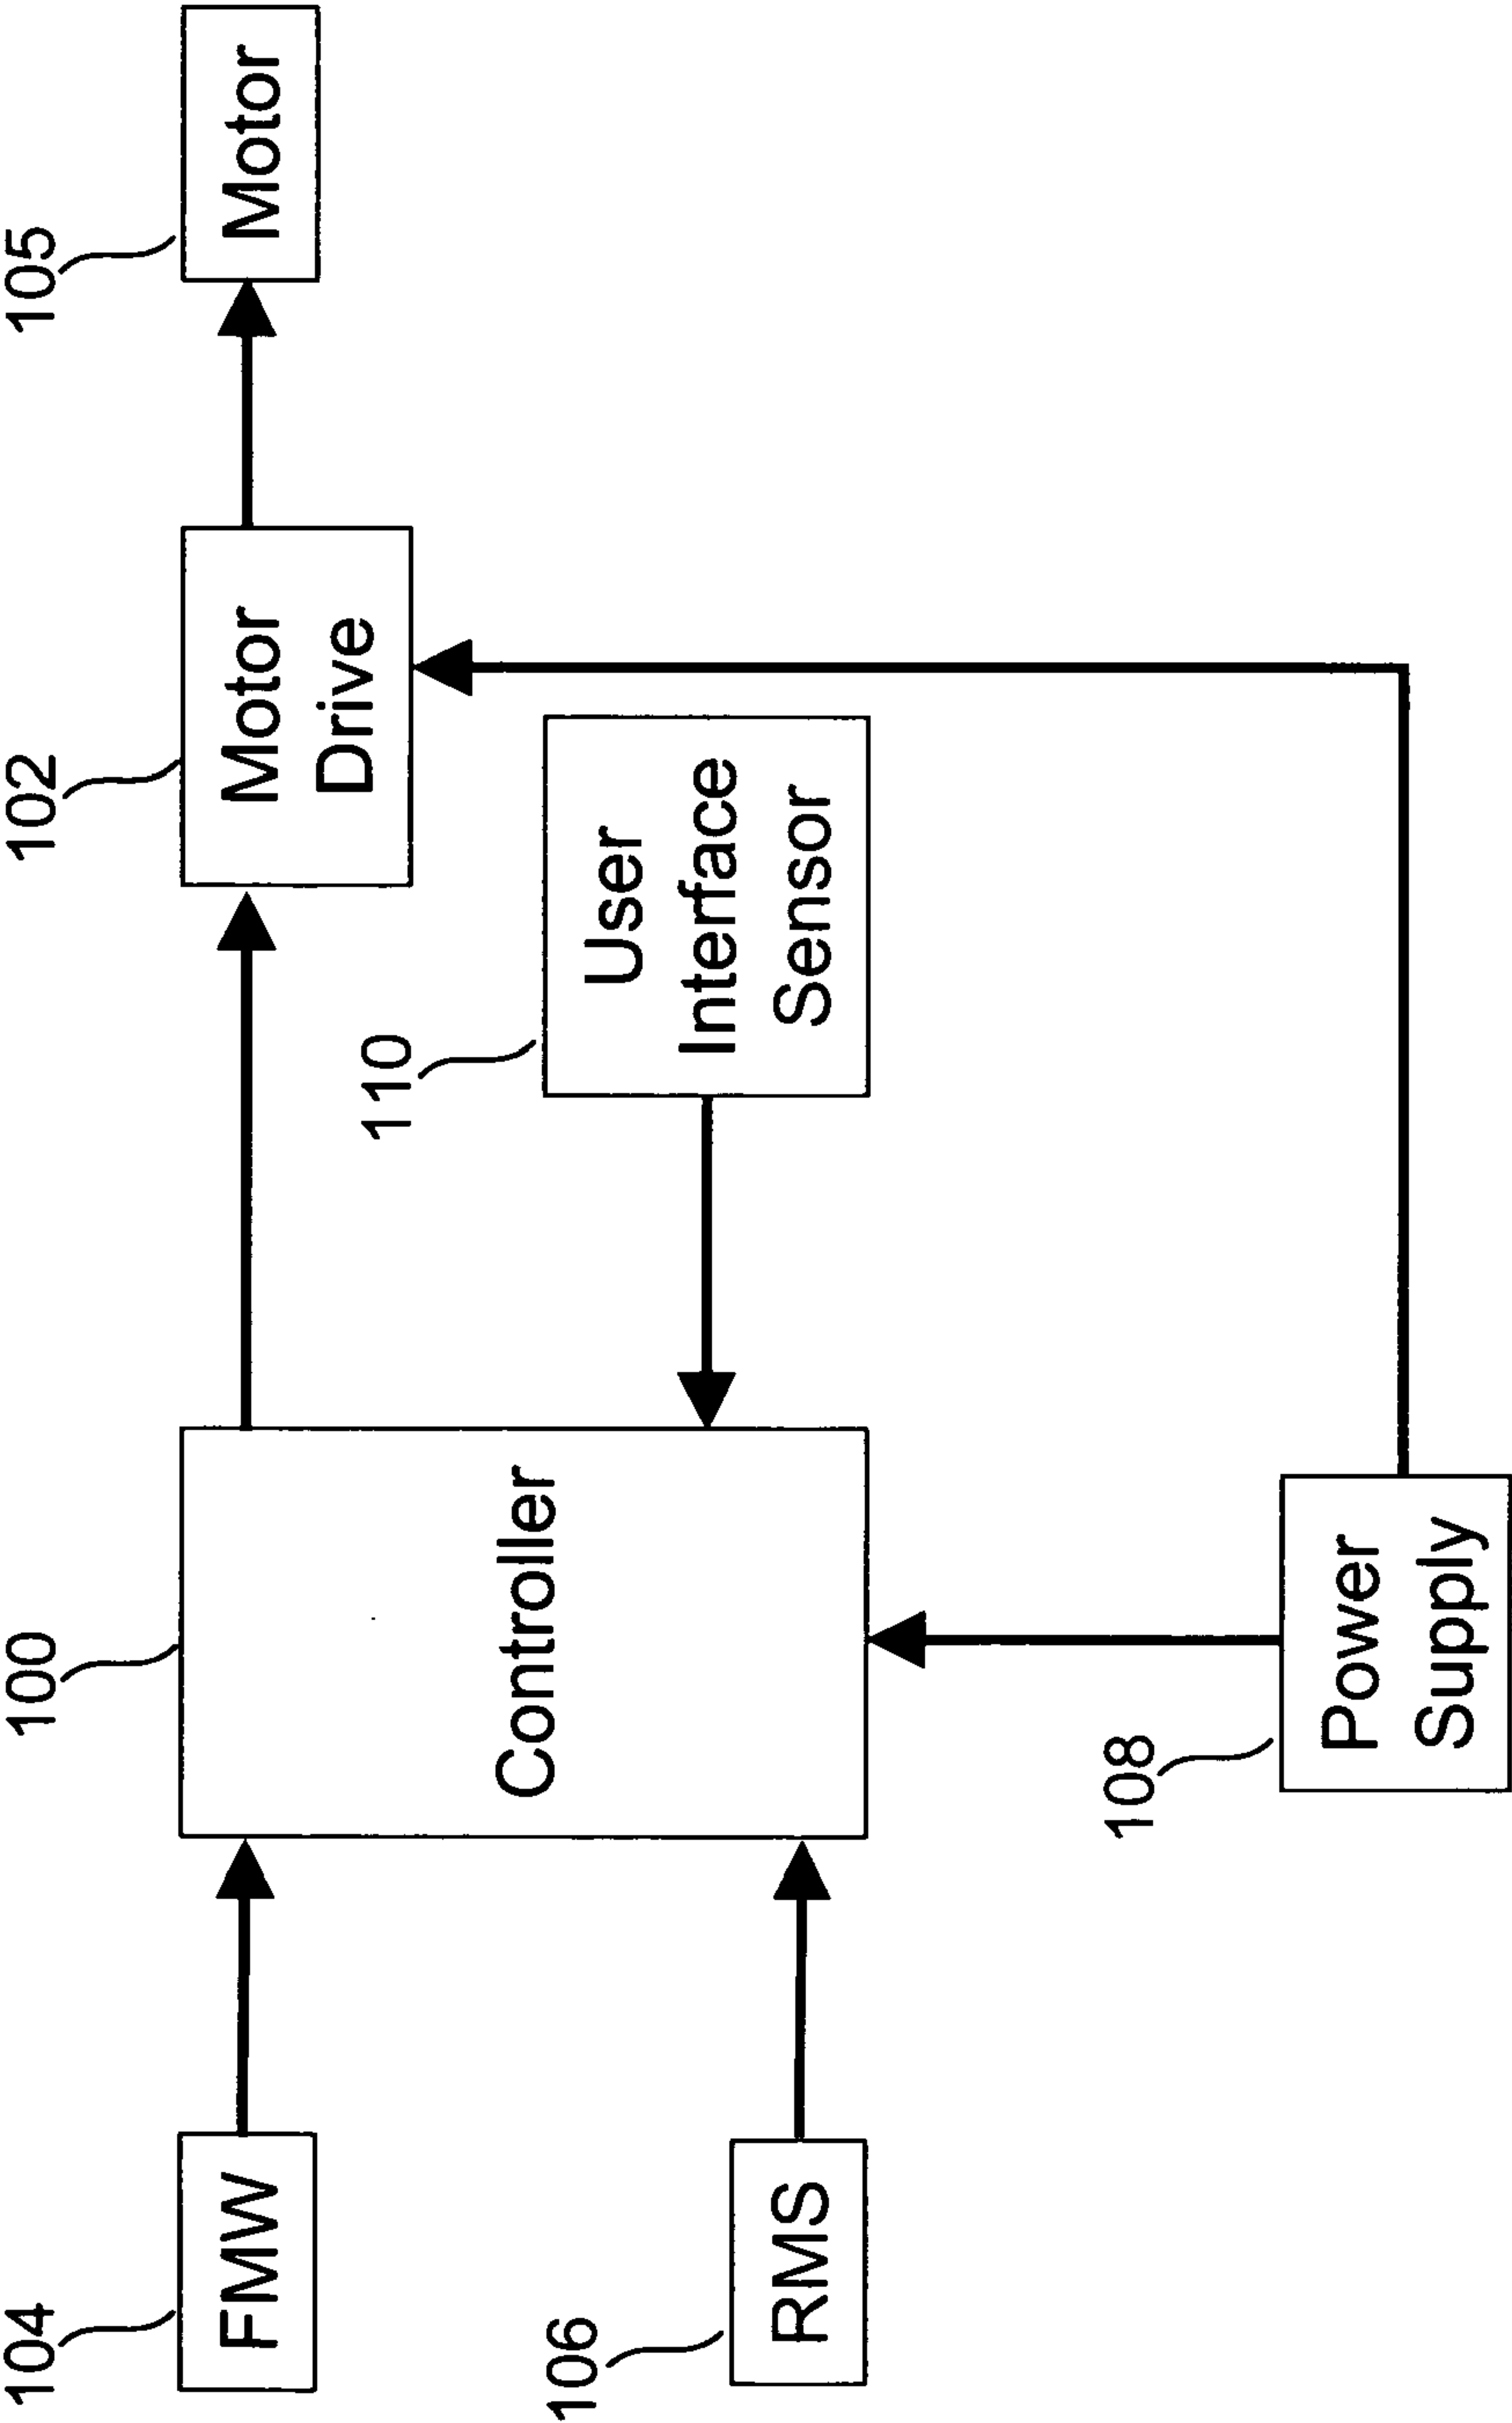 104
FMW
100
Controller
102
Motor
Drive
105
Motor
110
User
Interface
Sensor
106
RMS
108
Power
Supply